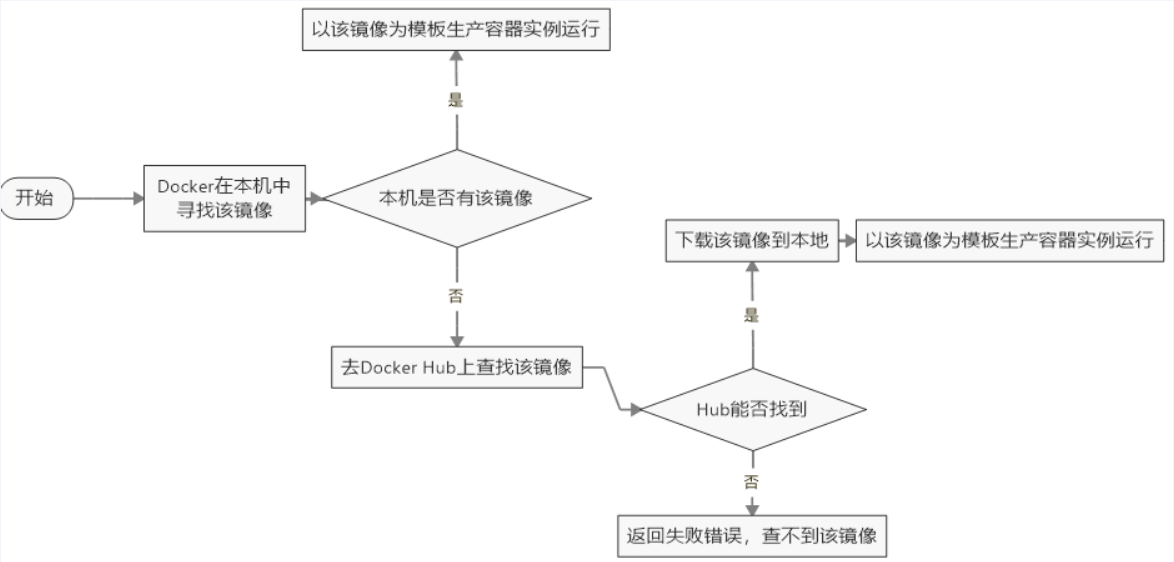 以该镜像为模板生产容器实例运行
是
开始
Docker在本机中
寻找该镜像
本机是否有该镜像
否
去Docker Hub上查找该镜像
下载该镜像到本地
以该镜像为模板生产容器实例运行
是
Hub能否找到
否
返回失败错误，查不到该镜像